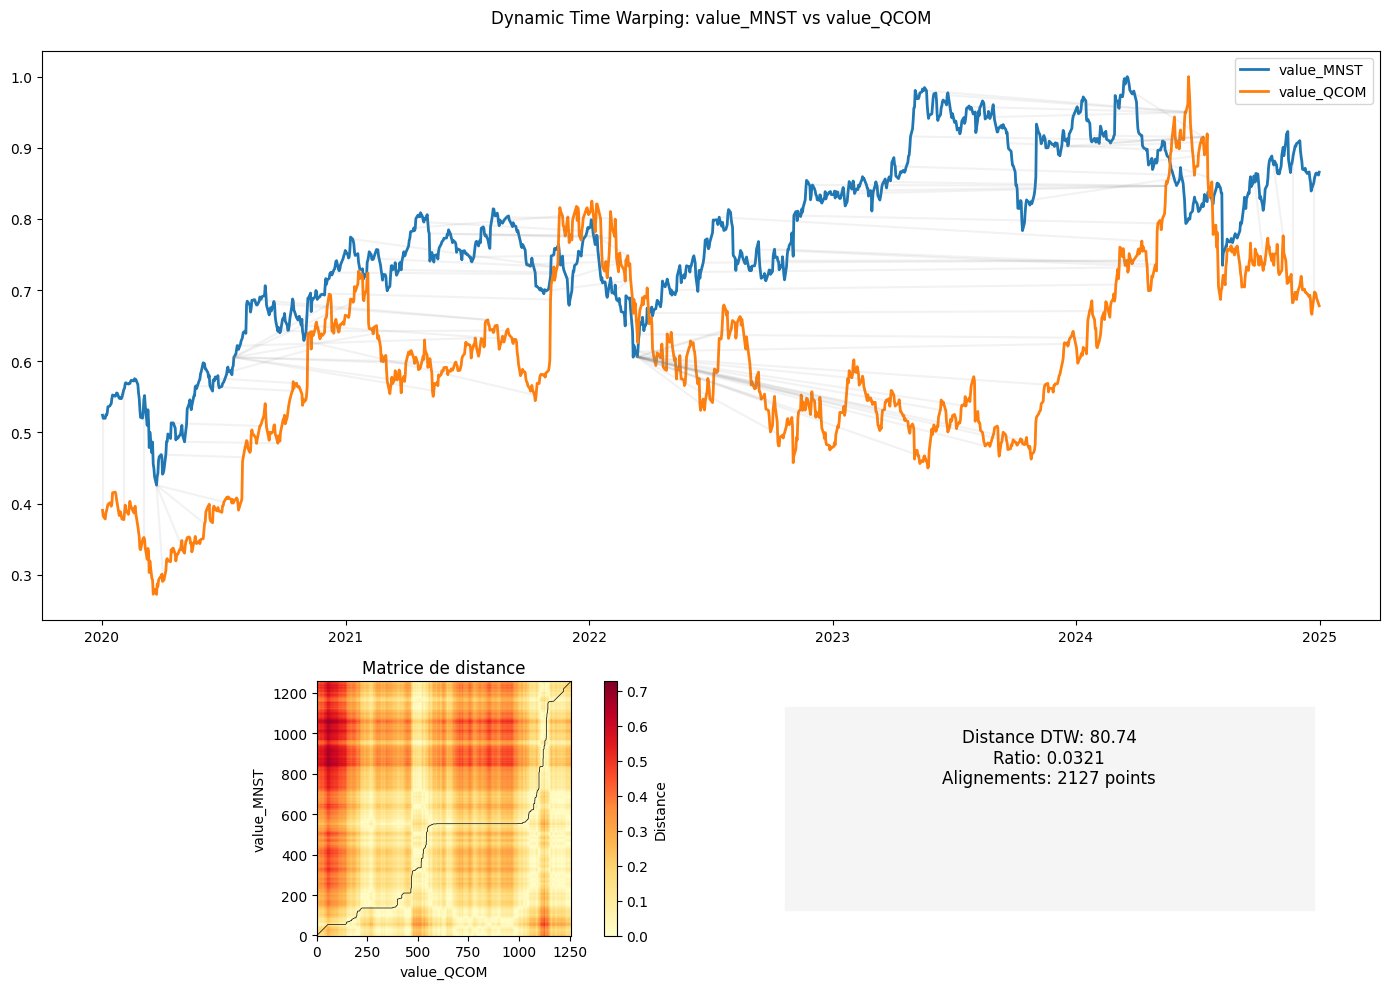 Dynamic Time Warping: value_MNST vs value_QCOM
value_MNST
value_QCOM
1.0
0.9
0.8
0.7
0.6
0.5
0.4
0.3
2020 2021 2022 2023 2024 2025
Matrice de distance
1200
1000
800
600
400
200
0
value_MNST
0 250 500 750 1000 1250
value_QCOM
0.7
0.6
0.5
0.4
0.3
0.2
0.1
0.0
Distance
Distance DTW: 80.74
Ratio: 0.0321
Alignements: 2127 points